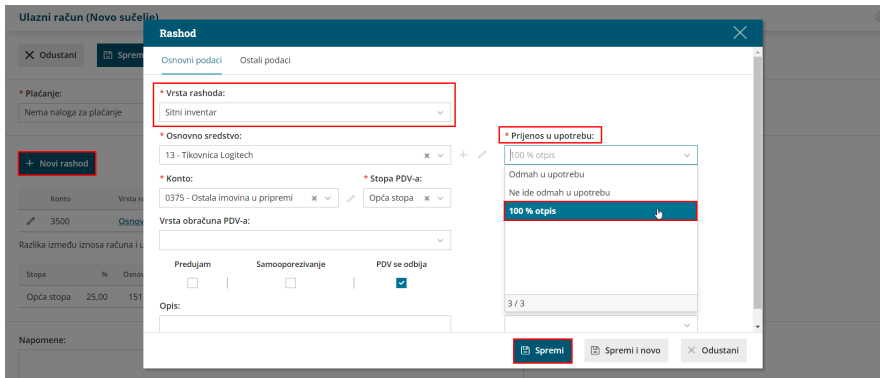 Ulazni račun (Novo sučelje)
Odustani
Sprem
* Plaćanje:
Nema naloga za plaćanje
+ Novi rashod
Konto
Vrsta ra
3500
Osnov
Razlika između iznosa računa i u
Stopa
%
Osnov
Opća stopa
25,00
151
Napomene:
Rashod
Osnovni podaci
Ostali podaci
* Vrsta rashoda:
Sitni inventar
* Osnovno sredstvo:
13 - Tikovnica Logitech
* Prijenos u upotrebu:
100 % otpis
Odmah u upotrebu
Ne ide odmah u upotrebu
100 % otpis
3 / 3
* Konto:
0375 - Ostala imovina u pripremi
* Stopa PDV-a:
Opća stopa
Vrsta obračuna PDV-a:
Predujam
Samooporezivanje
PDV se odbija
Opis:
Spremi
Spremi i novo
Odustani